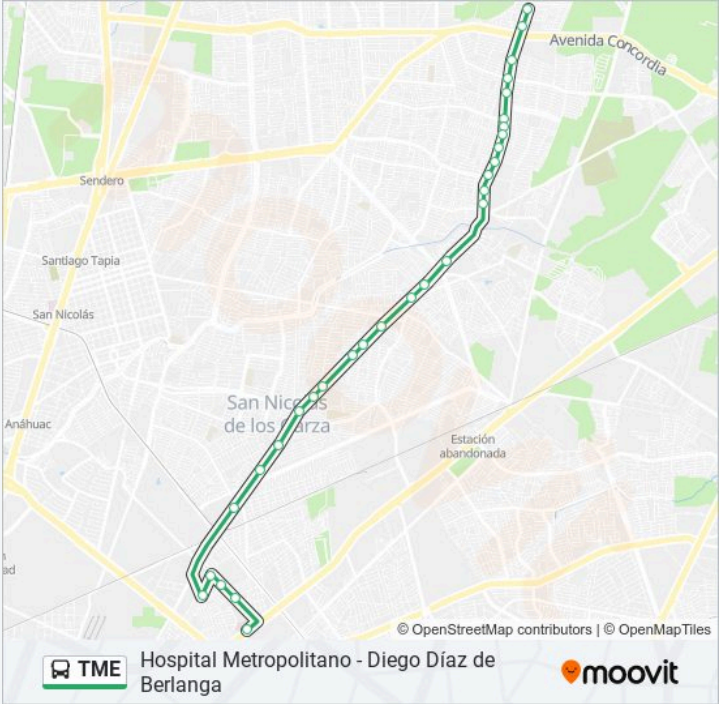 Avenida Concordia
Sendero
Santiago Tapia
San Nicolás
San Nicolás
de los Garza
Anáhuac
Estación
abandonada
ad
© OpenStreetMap contributors | © OpenMapTiles
TME
Hospital Metropolitano - Diego Díaz de
Berlanga
moovit